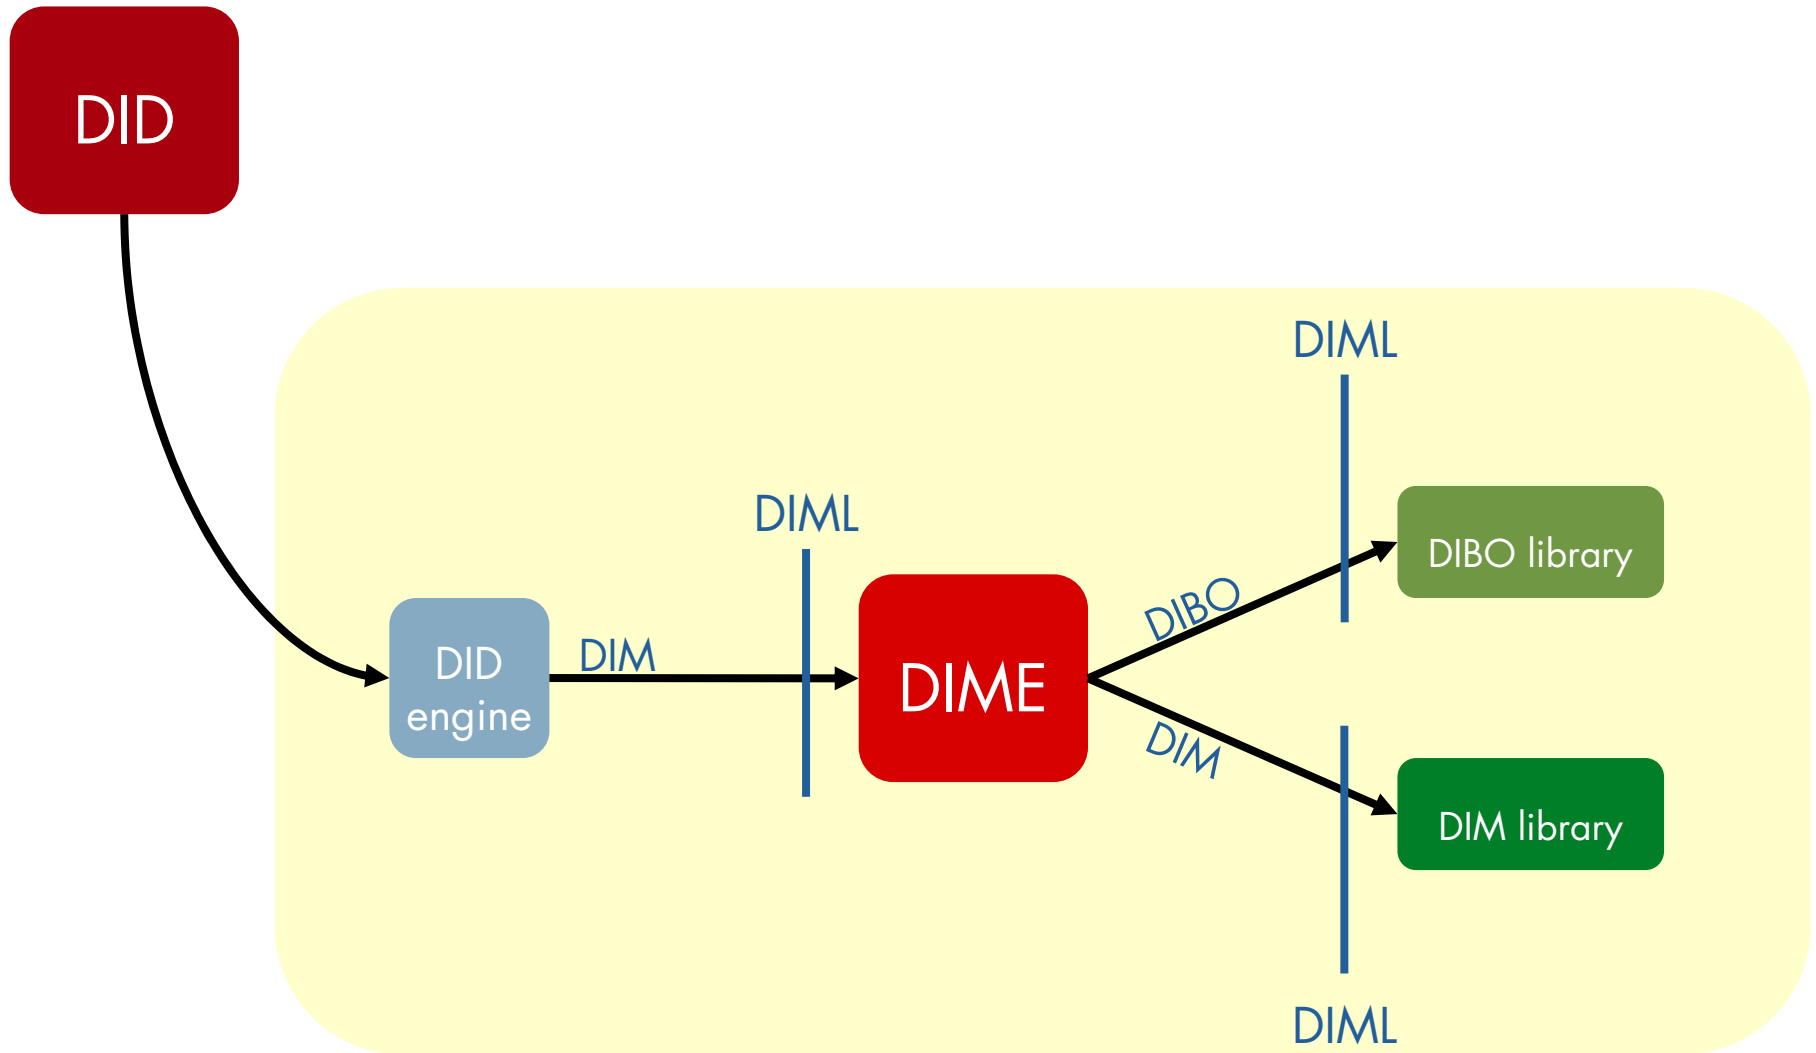 DID
DIML
DIML
DIBO library
DIBO
DID
engine
DIM
DIME
DIM
DIM library
DIML